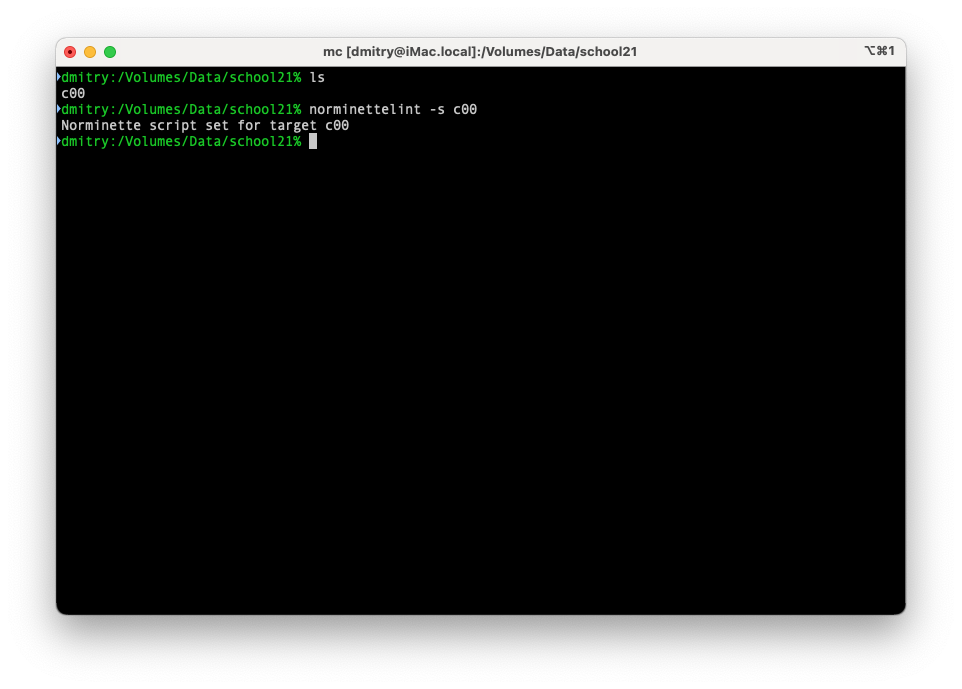 mc [dmitry@iMac.local]:/Volumes/Data/school21 ⌥⌘1
dmitry:/Volumes/Data/school21% ls
c00
dmitry:/Volumes/Data/school21% norminettelint -s c00
Norminette script set for target c00
dmitry:/Volumes/Data/school21%